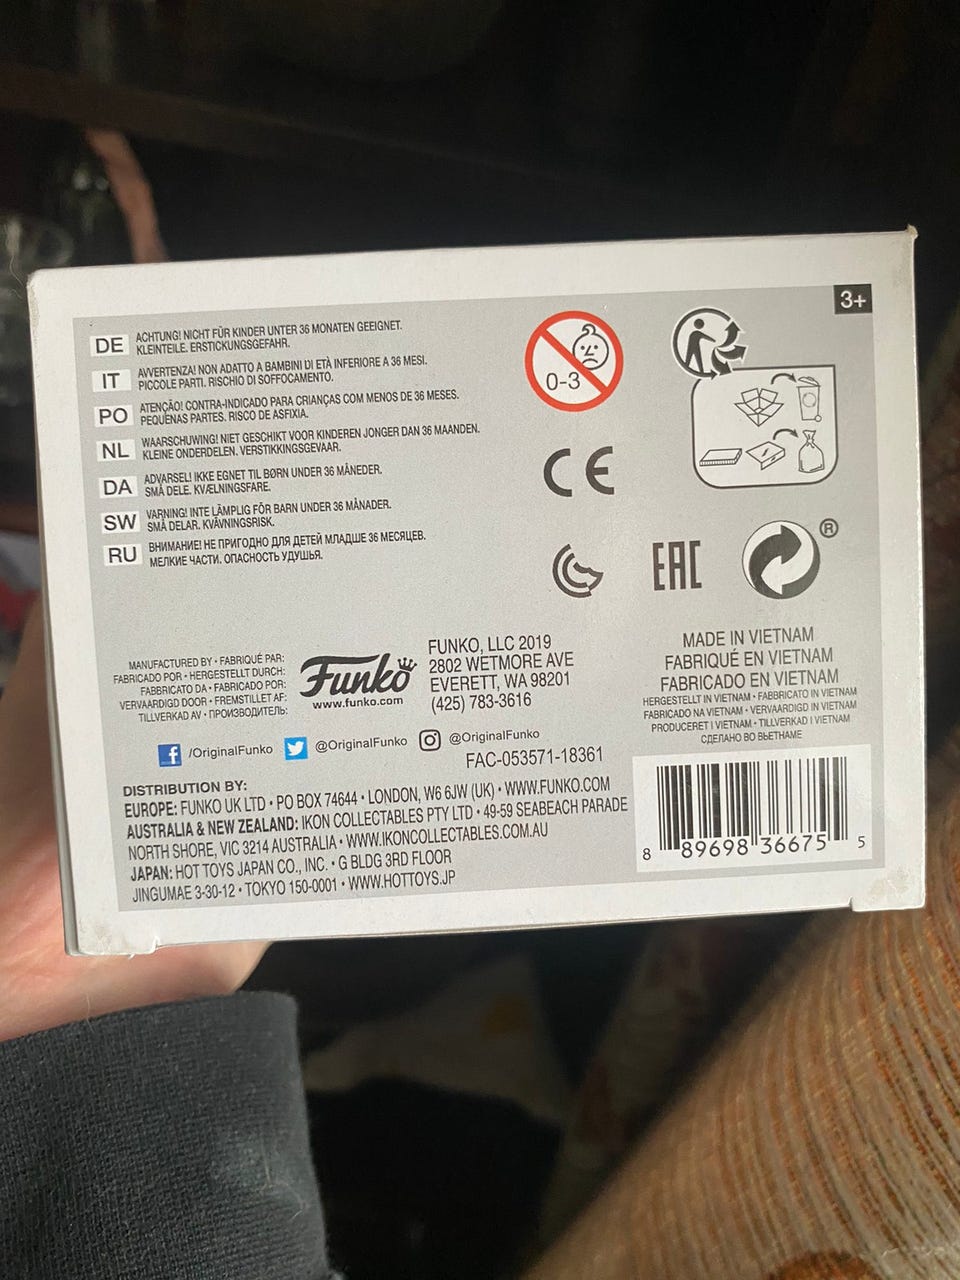 3+
DE ACHTUNG! NICHT FÜR KINDER UNTER 36 MONATEN GEEIGNET.
KLEINTEILE. ERSTICKUNGSGEFAHR.
IT AVVERTENZA! NON ADATTO A BAMBINI DI ETÀ INFERIORE A 36 MESI.
PICCOLE PARTI. RISCHIO DI SOFFOCAMENTO.
PO ATENÇÃO! CONTRA-INDICADO PARA CRIANÇAS COM MENOS DE 36 MESES.
PEQUENAS PARTES. RISCO DE ASFIXIA.
NL WAARSCHUWING! NIET GESCHIKT VOOR KINDEREN JONGER DAN 36 MAANDEN.
KLEINE ONDERDELEN. VERSTIKKINGSGEVAAR.
DA ADVARSEL! IKKE EGNET TIL BØRN UNDER 36 MÅNEDER.
SMÅ DELE. KVÆLNINGSFARE.
SW VARNING! INTE LÄMPLIG FÖR BARN UNDER 36 MÅNADER.
SMÅ DELAR. KVÄVNINGSRISK.
RU ВНИМАНИЕ! НЕ ПРИГОДНО ДЛЯ ДЕТЕЙ МЛАДШЕ 36 МЕСЯЦЕВ.
МЕЛКИЕ ЧАСТИ. ОПАСНОСТЬ УДУШЬЯ.
0-3
CE
EAC
®
MANUFACTURED BY • FABRIQUÉ PAR:
FABRICADO POR • HERGESTELLT DURCH:
FABBRICATO DA • FABRICADO POR:
VERVAARDIGD DOOR • FREMSTILLET AF:
TILLVERKAD AV • ПРОИЗВОДИТЕЛЬ:
Funko
www.funko.com
FUNKO, LLC 2019
2802 WETMORE AVE
EVERETT, WA 98201
(425) 783-3616
MADE IN VIETNAM
FABRIQUÉ EN VIETNAM
FABRICADO EN VIETNAM
HERGESTELLT IN VIETNAM • FABBRICATO IN VIETNAM
FABRICADO NA VIETNAM • VERVAARDIGD IN VIETNAM
PRODUCERET I VIETNAM • TILLVERKAD I VIETNAM
СДЕЛАНО ВО ВЬЕТНАМЕ
f /OriginalFunko @OriginalFunko @OriginalFunko
FAC-053571-18361
DISTRIBUTION BY:
EUROPE: FUNKO UK LTD • PO BOX 74644 • LONDON, W6 6JW (UK) • WWW.FUNKO.COM
AUSTRALIA & NEW ZEALAND: IKON COLLECTABLES PTY LTD • 49-59 SEABEACH PARADE
NORTH SHORE, VIC 3214 AUSTRALIA • WWW.IKONCOLLECTABLES.COM.AU
JAPAN: HOT TOYS JAPAN CO., INC. • G BLDG 3RD FLOOR
JINGUMAE 3-30-12 • TOKYO 150-0001 • WWW.HOTTOYS.JP
8 89698 36675 5